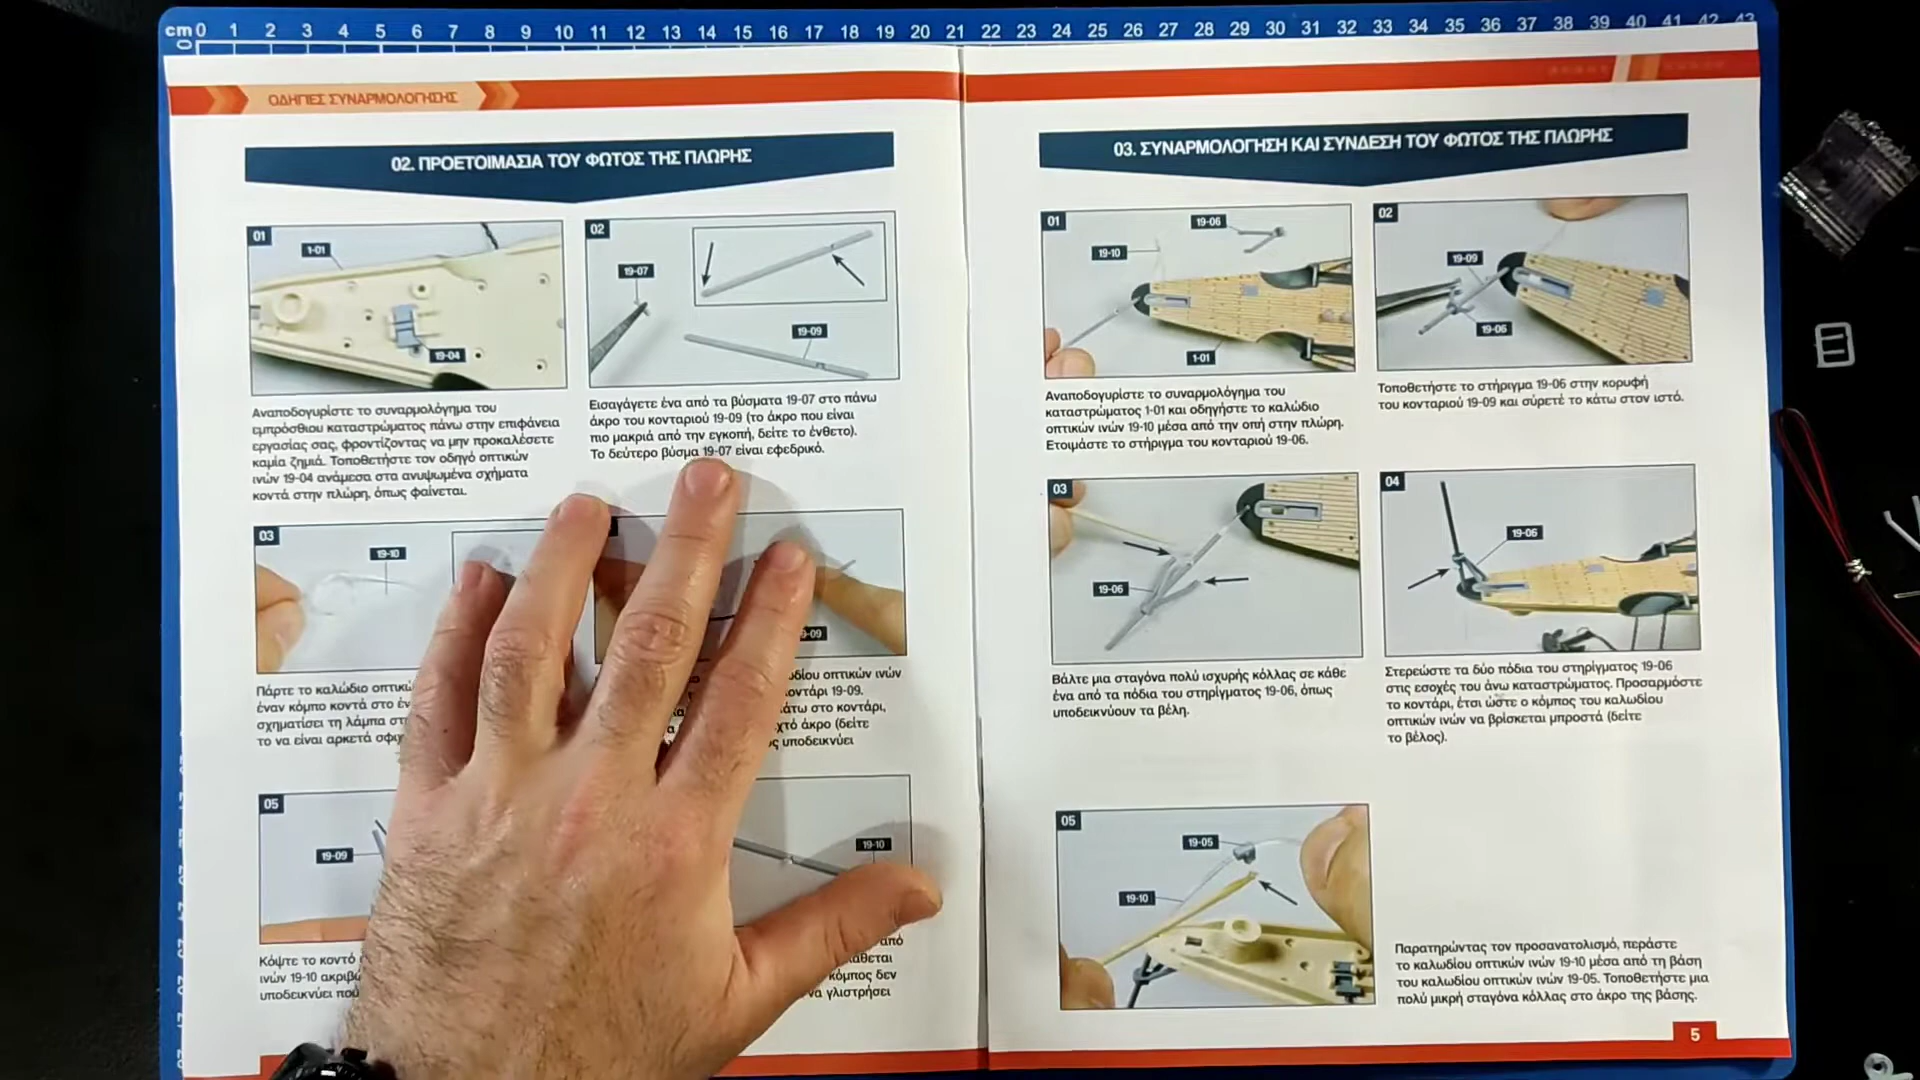 cm 0 1 2 3 4 5 6 7 8 9 10 11 12 13 14 15 16 17 18 19 20 21 22 23 24 25 26 27 28 29 30 31 32 33 34 35 36 37 38 39 40 41 42 43
0
ΟΔΗΓΙΕΣ ΣΥΝΑΡΜΟΛΟΓΗΣΗΣ
02. ΠΡΟΕΤΟΙΜΑΣΙΑ ΤΟΥ ΦΩΤΟΣ ΤΗΣ ΠΛΩΡΗΣ
01
1-01
19-04
Αναποδογυρίστε το συναρμολόγημα του
εμπρόσθιου καταστρώματος πάνω στην επιφάνεια
εργασίας σας, φροντίζοντας να μην προκαλέσετε
καμία ζημιά. Τοποθετήστε τον οδηγό οπτικών
ινών 19-04 ανάμεσα στα ανυψωμένα σχήματα
κοντά στην πλώρη, όπως φαίνεται.
02
19-07
19-09
Εισαγάγετε ένα από τα βύσματα 19-07 στο πάνω
άκρο του κονταριού 19-09 (το άκρο που είναι
πιο μακριά από την εγκοπή, δείτε το ένθετο).
Το δεύτερο βύσμα 19-07 είναι εφεδρικό.
03
19-10
Πάρτε το καλώδιο
έναν κόμπο κοντά στο
σχηματίσει τη λάμπα
το να είναι αρκετά
οπτικών ινών
19-09.
κοντάρι,
άκρο (δείτε
υποδεικνύει
05
19-09
Κόψτε το κοντό
ινών 19-10
υποδεικνύει
19-10
από
κόμπος δεν
να γλιστρήσει
03. ΣΥΝΑΡΜΟΛΟΓΗΣΗ ΚΑΙ ΣΥΝΔΕΣΗ ΤΟΥ ΦΩΤΟΣ ΤΗΣ ΠΛΩΡΗΣ
01
19-06
19-10
1-01
Αναποδογυρίστε το συναρμολόγημα του
καταστρώματος 1-01 και οδηγήστε το καλώδιο
οπτικών ινών 19-10 μέσα από την οπή στην πλώρη.
Ετοιμάστε το στήριγμα του κονταριού 19-06.
02
19-09
19-06
Τοποθετήστε το στήριγμα 19-06 στην κορυφή
του κονταριού 19-09 και σύρετέ το κάτω στον ιστό.
03
19-06
Βάλτε μια σταγόνα πολύ ισχυρής κόλλας σε κάθε
ένα από τα πόδια του στηρίγματος 19-06, όπως
υποδεικνύουν τα βέλη.
04
19-06
Στερεώστε τα δύο πόδια του στηρίγματος 19-06
στις εσοχές του άνω καταστρώματος. Προσαρμόστε
το κοντάρι, έτσι ώστε ο κόμπος του καλωδίου
οπτικών ινών να βρίσκεται μπροστά (δείτε
το βέλος).
05
19-05
19-10
Παρατηρώντας τον προσανατολισμό, περάστε
το καλωδίου οπτικών ινών 19-10 μέσα από τη βάση
του καλωδίου οπτικών ινών 19-05. Τοποθετήστε μια
πολύ μικρή σταγόνα κόλλας στο άκρο της βάσης.
5